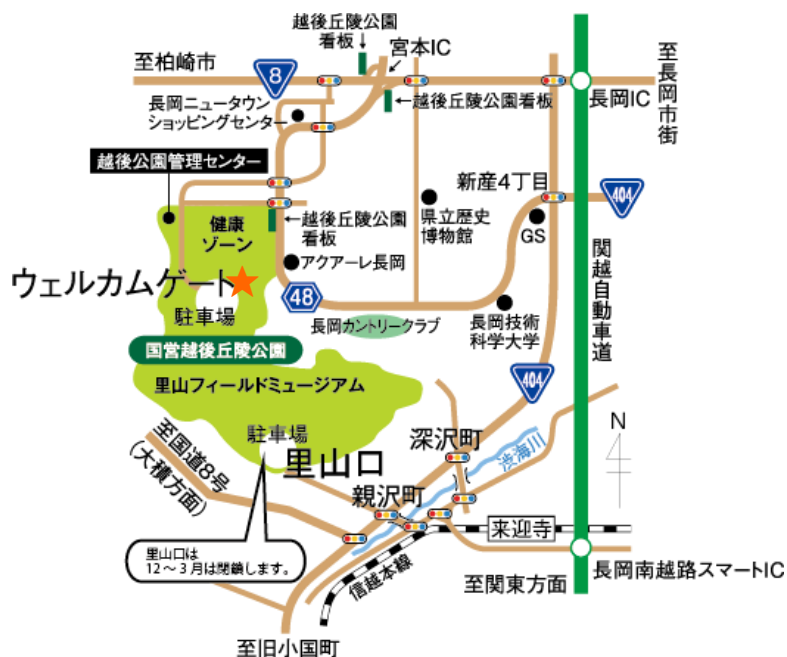 越後丘陵公園
看板
宮本IC
至柏崎市
8
長岡IC
至長岡市街
長岡ニュータウン
ショッピングセンター
←越後丘陵公園看板
越後公園管理センター
新産4丁目
404
健康
ゾーン
←越後丘陵公園
看板
県立歴史
博物館
GS
アクアーレ長岡
関越自動車道
ウェルカムゲート
駐車場
48
長岡カントリークラブ
長岡技術
科学大学
国営越後丘陵公園
里山フィールドミュージアム
404
N
駐車場
深沢町
渋海川
至国道8号
(大積方面)
里山口
親沢町
来迎寺
里山口は
12～3月は閉鎖します。
信越本線
至関東方面
長岡南越路スマートIC
至旧小国町